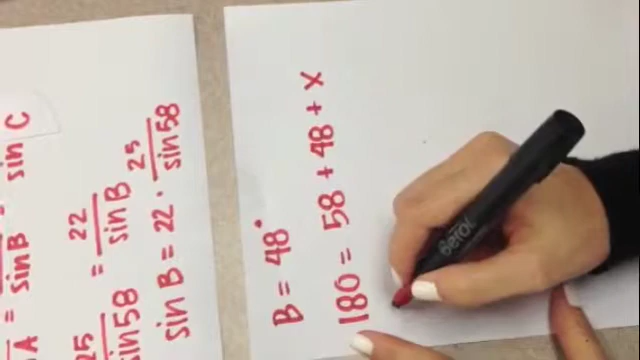 A = sin B sin C
25/sin58 = 22/sin B
sin B = 22 · 25/sin58
B = 48°
180 = 58 + 48 + x
Berol